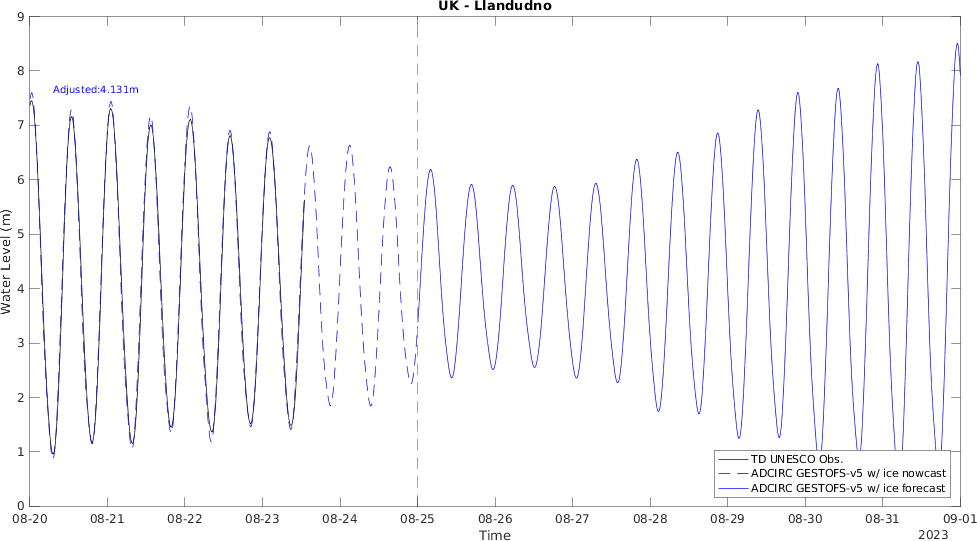 UK - Llandudno
9
8
7
6
5
4
3
2
1
0
Water Level (m)
Adjusted:4.131m
TD UNESCO Obs.
ADCIRC GESTOFS-v5 w/ ice nowcast
ADCIRC GESTOFS-v5 w/ ice forecast
08-20 08-21 08-22 08-23 08-24 08-25 08-26 08-27 08-28 08-29 08-30 08-31 09-01
Time
2023